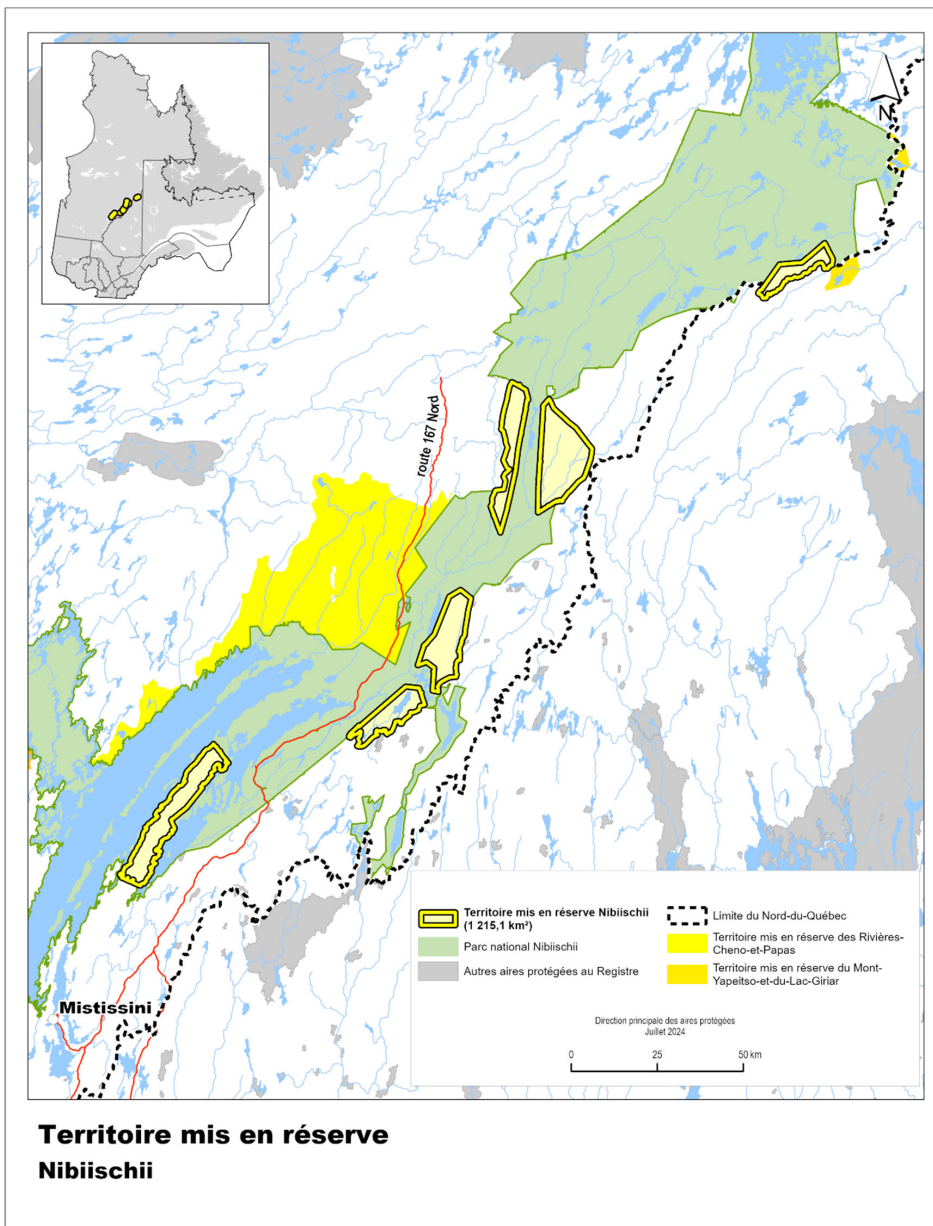 N
route 167 Nord
Mistissini
Territoire mis en réserve Nibiischii
(1 215,1 km²)
Parc national Nibiischii
Autres aires protégées au Registre
Limite du Nord-du-Québec
Territoire mis en réserve des Rivières-
Cheno-et-Papas
Territoire mis en réserve du Mont-
Yapeitso-et-du-Lac-Giriar
Direction principale des aires protégées
Juillet 2024
0 25 50 km
Territoire mis en réserve
Nibiischii